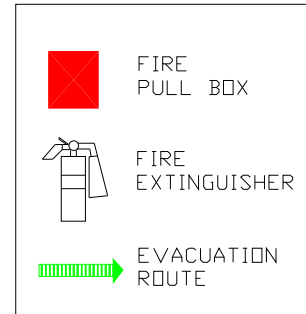 FIRE
PULL BOX
FIRE
EXTINGUISHER
EVACUATION
ROUTE